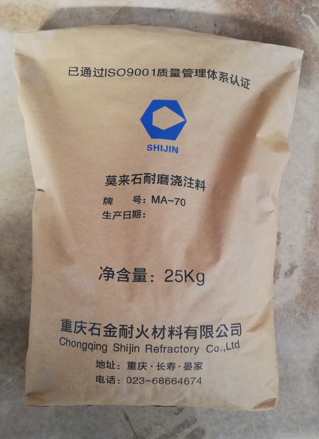 已通过ISO9001质量管理体系认证
SHIJIN
莫来石耐磨浇注料
牌 号: MA-70
生产日期:
净含量: 25Kg
重庆石金耐火材料有限公司
Chongqing Shijin Refractory Co.,Ltd
地址: 重庆·长寿·晏家
电话: 023-68664674